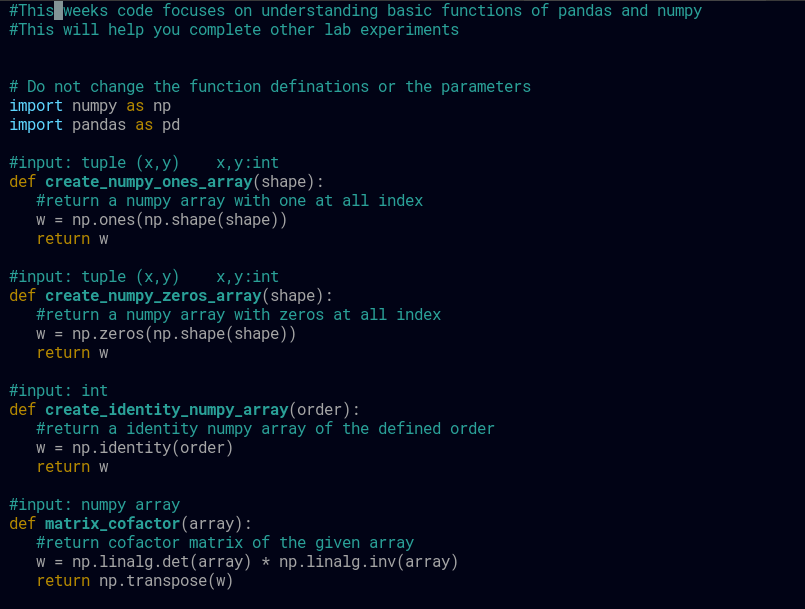 #This weeks code focuses on understanding basic functions of pandas and numpy
#This will help you complete other lab experiments
# Do not change the function definations or the parameters
import numpy as np
import pandas as pd
#input: tuple (x,y)    x,y:int
def create_numpy_ones_array(shape):
   #return a numpy array with one at all index
   w = np.ones(np.shape(shape))
   return w
#input: tuple (x,y)    x,y:int
def create_numpy_zeros_array(shape):
   #return a numpy array with zeros at all index
   w = np.zeros(np.shape(shape))
   return w
#input: int
def create_identity_numpy_array(order):
   #return a identity numpy array of the defined order
   w = np.identity(order)
   return w
#input: numpy array
def matrix_cofactor(array):
   #return cofactor matrix of the given array
   w = np.linalg.det(array) * np.linalg.inv(array)
   return np.transpose(w)